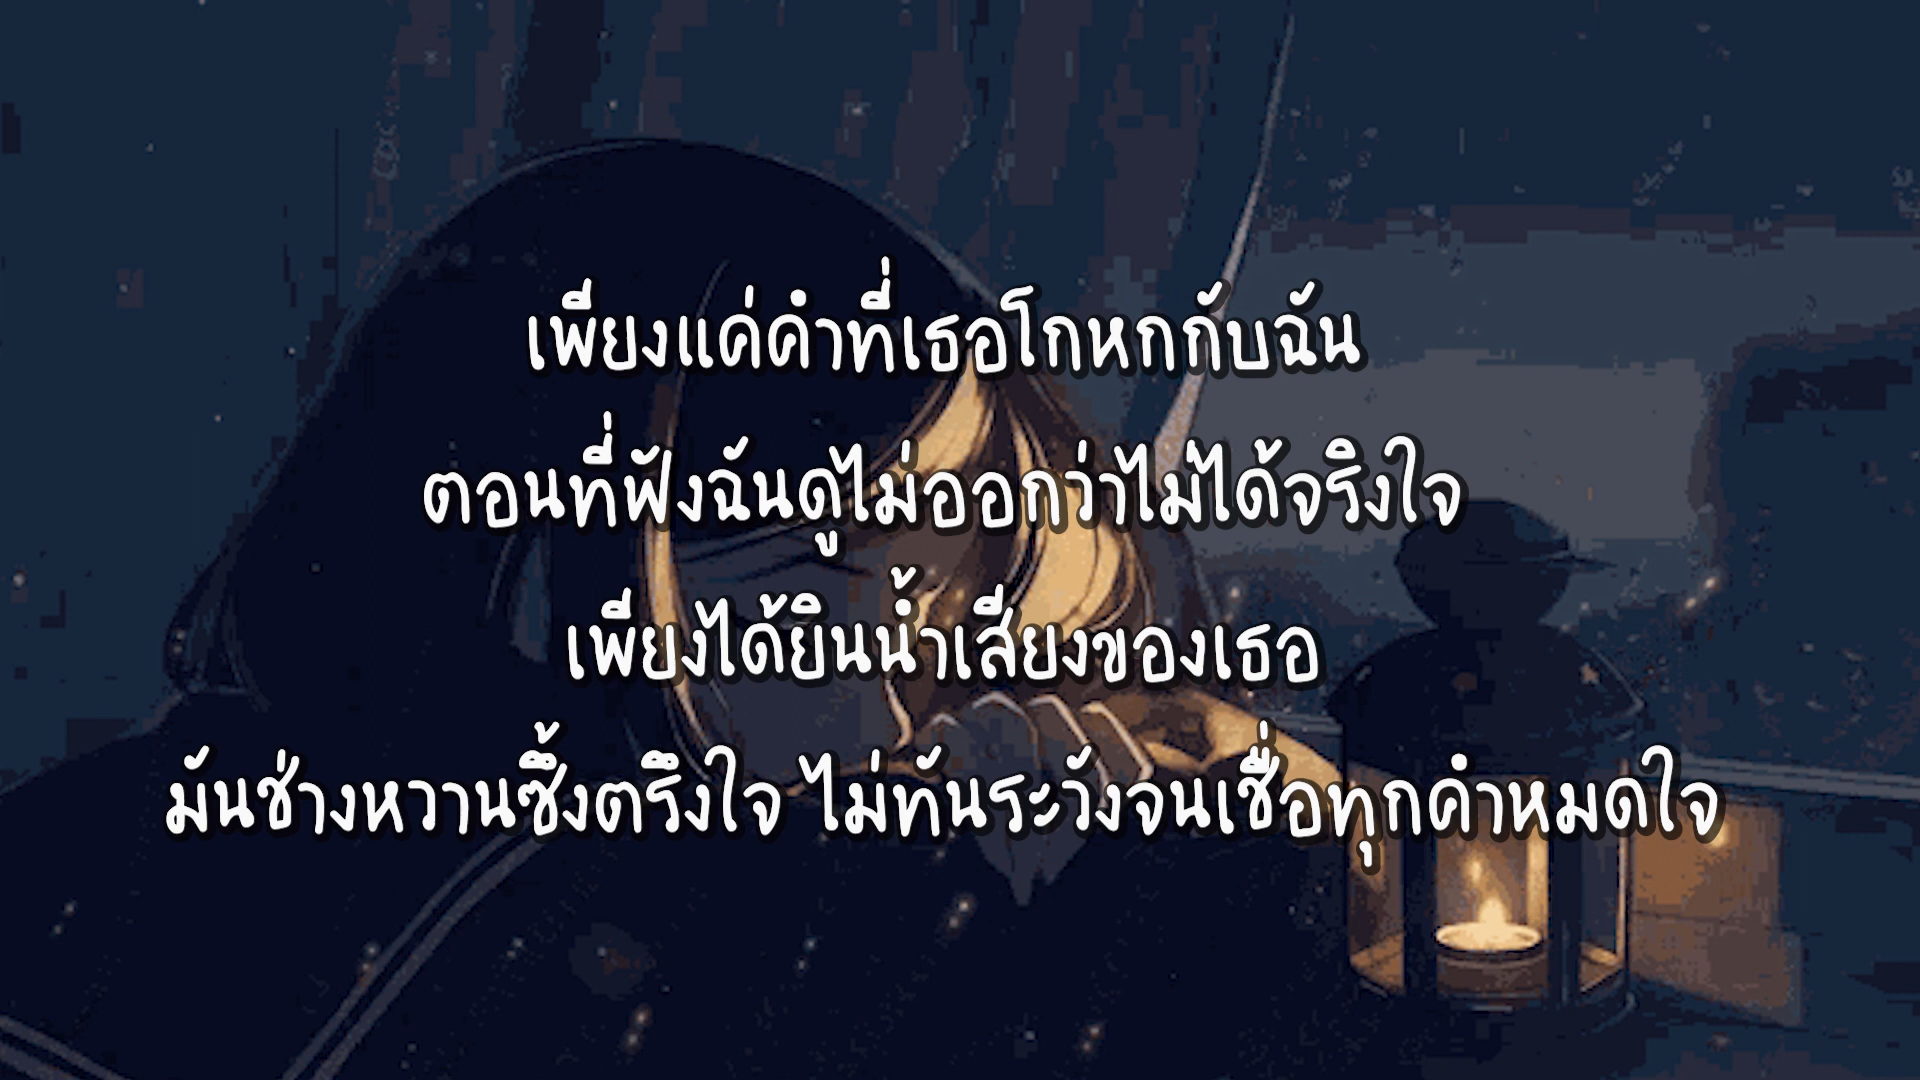 เพียงแค่คำที่เธอโกหกกับฉัน
ตอนที่ฟังฉันดูไม่ออกว่าไม่ได้จริงใจ
เพียงได้ยินน้ำเสียงของเธอ
มันช่างหวานซึ้งตรึงใจ ไม่ทันระวังจนเชื่อทุกคำหมดใจ